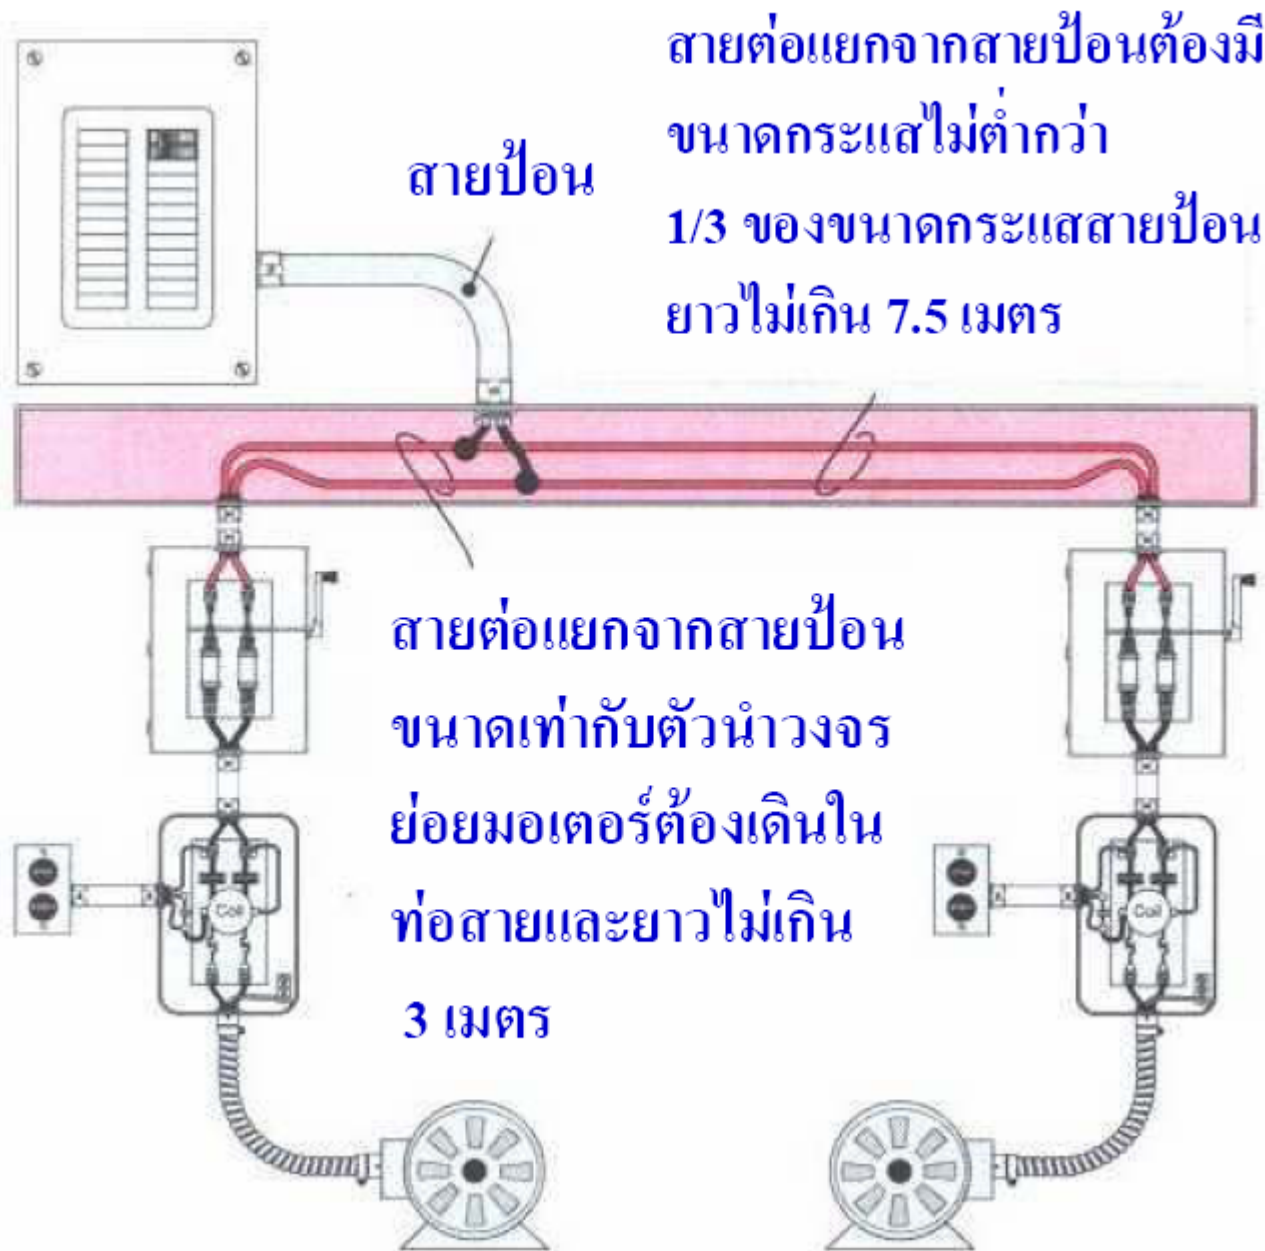 สายต่อแยกจากสายป้อนต้องมี
ขนาดกระแสไม่ต่ำกว่า
1/3 ของขนาดกระแสสายป้อน
ยาวไม่เกิน 7.5 เมตร
สายป้อน
สายต่อแยกจากสายป้อน
ขนาดเท่ากับตัวนำวงจร
ย่อยมอเตอร์ต้องเดินใน
ท่อสายและยาวไม่เกิน
3 เมตร
Coil
Coil